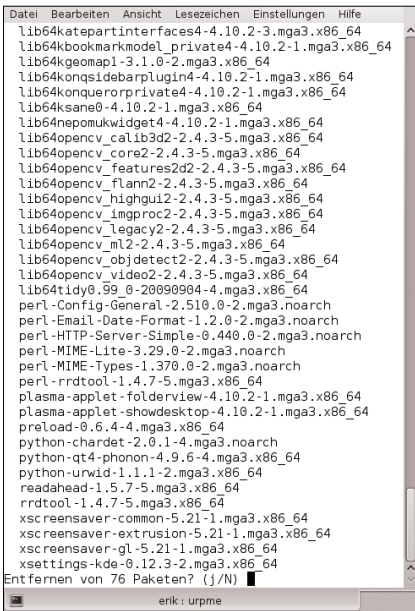 Datei Bearbeiten Ansicht Lesezeichen Einstellungen Hilfe
lib64katepartinterfaces4-4.10.2-3.mga3.x86_64
lib64kbookmarkmodel_private4-4.10.2-1.mga3.x86_64
lib64kgeomap1-3.1.0-2.mga3.x86_64
lib64konqsidebarplugin4-4.10.2-1.mga3.x86_64
lib64konquerorprivate4-4.10.2-1.mga3.x86_64
lib64ksane0-4.10.2-1.mga3.x86_64
lib64nepomukwidget4-4.10.2-1.mga3.x86_64
lib64opencv_calib3d2-2.4.3-5.mga3.x86_64
lib64opencv_core2-2.4.3-5.mga3.x86_64
lib64opencv_features2d2-2.4.3-5.mga3.x86_64
lib64opencv_flann2-2.4.3-5.mga3.x86_64
lib64opencv_highgui2-2.4.3-5.mga3.x86_64
lib64opencv_imgproc2-2.4.3-5.mga3.x86_64
lib64opencv_legacy2-2.4.3-5.mga3.x86_64
lib64opencv_ml2-2.4.3-5.mga3.x86_64
lib64opencv_objdetect2-2.4.3-5.mga3.x86_64
lib64opencv_video2-2.4.3-5.mga3.x86_64
lib64tidy0.99_0-20090904-4.mga3.x86_64
perl-Config-General-2.510.0-2.mga3.noarch
perl-Email-Date-Format-1.2.0-2.mga3.noarch
perl-HTTP-Server-Simple-0.440.0-2.mga3.noarch
perl-MIME-Lite-3.29.0-2.mga3.noarch
perl-MIME-Types-1.370.0-2.mga3.noarch
perl-rrdtool-1.4.7-5.mga3.x86_64
plasma-applet-folderview-4.10.2-1.mga3.x86_64
plasma-applet-showdesktop-4.10.2-1.mga3.x86_64
preload-0.6.4-4.mga3.x86_64
python-chardet-2.0.1-4.mga3.noarch
python-qt4-phonon-4.9.6-4.mga3.x86_64
python-urwid-1.1.1-2.mga3.x86_64
readahead-1.5.7-5.mga3.x86_64
rrdtool-1.4.7-5.mga3.x86_64
xscreensaver-common-5.21-1.mga3.x86_64
xscreensaver-extrusion-5.21-1.mga3.x86_64
xscreensaver-gl-5.21-1.mga3.x86_64
xsettings-kde-0.12.3-2.mga3.x86_64
Entfernen von 76 Paketen? (j/N)
erik : urpme